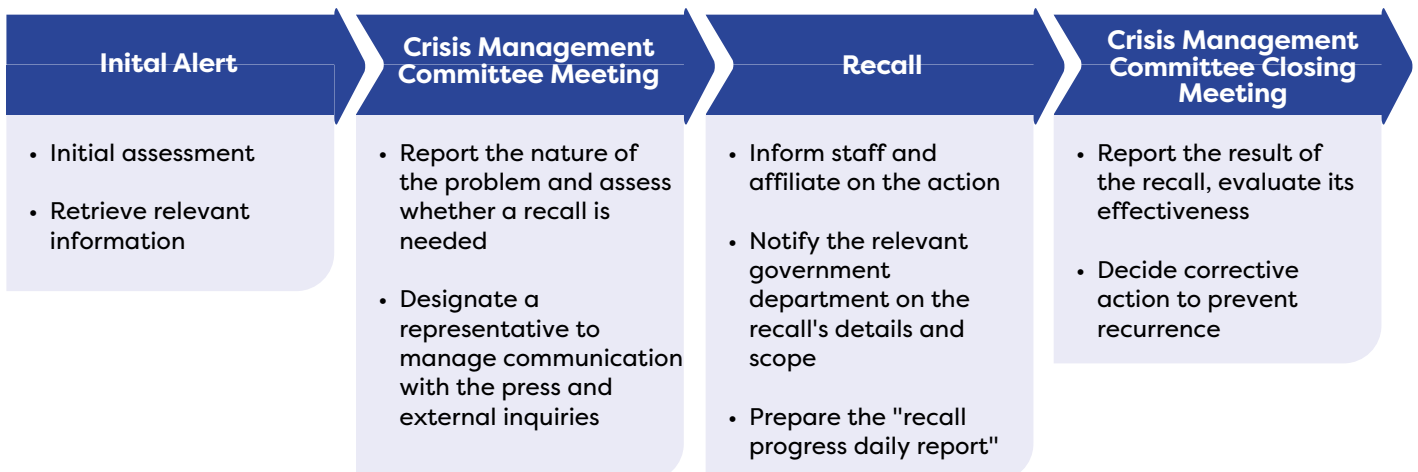 Inital Alert
• Initial assessment
• Retrieve relevant
information
Crisis Management
Committee Meeting
• Report the nature of
the problem and assess
whether a recall is
needed
• Designate a
representative to
manage communication
with the press and
external inquiries
Recall
• Inform staff and
affiliate on the action
• Notify the relevant
government
department on the
recall's details and
scope
• Prepare the "recall
progress daily report"
Crisis Management
Committee Closing
Meeting
• Report the result of
the recall, evaluate its
effectiveness
• Decide corrective
action to prevent
recurrence